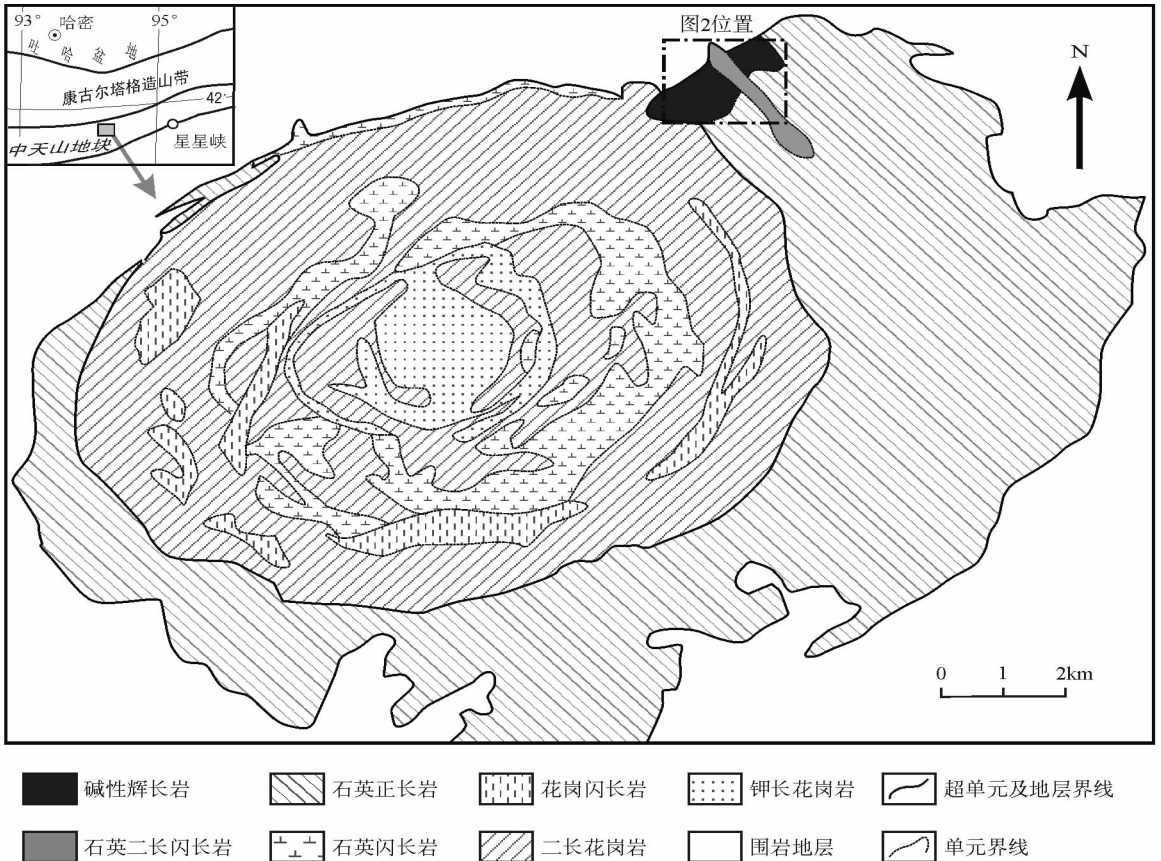 93°
95°
哈密
吐哈盆地
康古尔塔格造山带
42°
星星峡
中天山地块
图2位置
N
0 1 2km
碱性辉长岩 石英正长岩 花岗闪长岩 钾长花岗岩 超单元及地层界线
石英二长闪长岩 石英闪长岩 二长花岗岩 围岩地层 单元界线